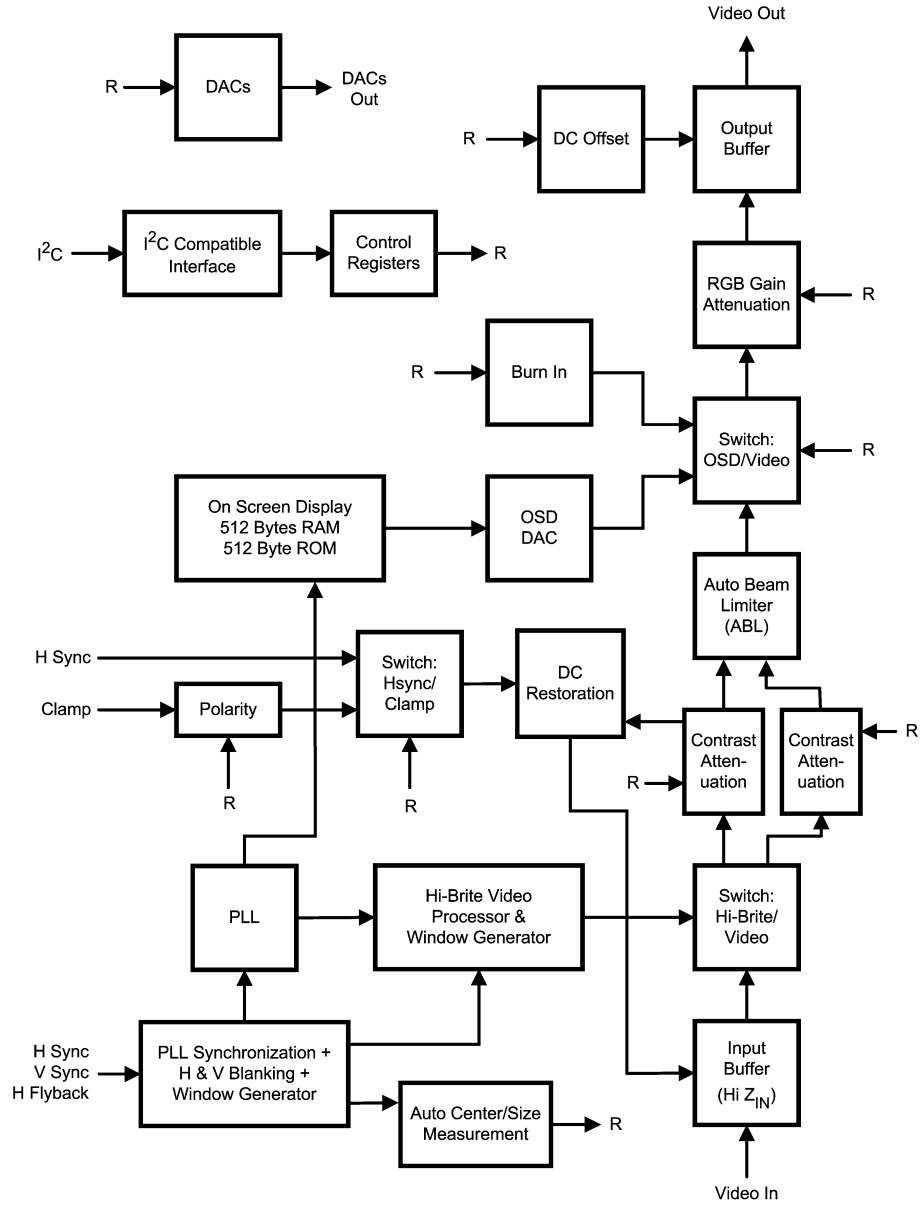 Video Out
R
DACs
DACs
Out
R
DC Offset
Output
Buffer
I²C
I²C Compatible
Interface
Control
Registers
R
RGB Gain
Attenuation
R
R
Burn In
Switch:
OSD/Video
R
On Screen Display
512 Bytes RAM
512 Byte ROM
OSD
DAC
Auto Beam
Limiter
(ABL)
H Sync
Switch:
Hsync/
Clamp
DC
Restoration
Clamp
Polarity
R
R
Contrast
Atten-
uation
R
Contrast
Atten-
uation
R
PLL
Hi-Brite Video
Processor &
Window Generator
Switch:
Hi-Brite/
Video
H Sync
V Sync
H Flyback
PLL Synchronization +
H & V Blanking +
Window Generator
Input
Buffer
(Hi ZIN)
Auto Center/Size
Measurement
R
Video In